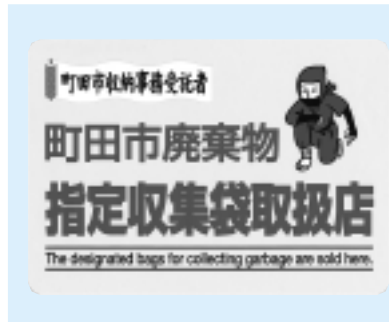 町田市収納事務受託者
町田市廃棄物
指定収集袋取扱店
The designated bags for collecting garbage are sold here.